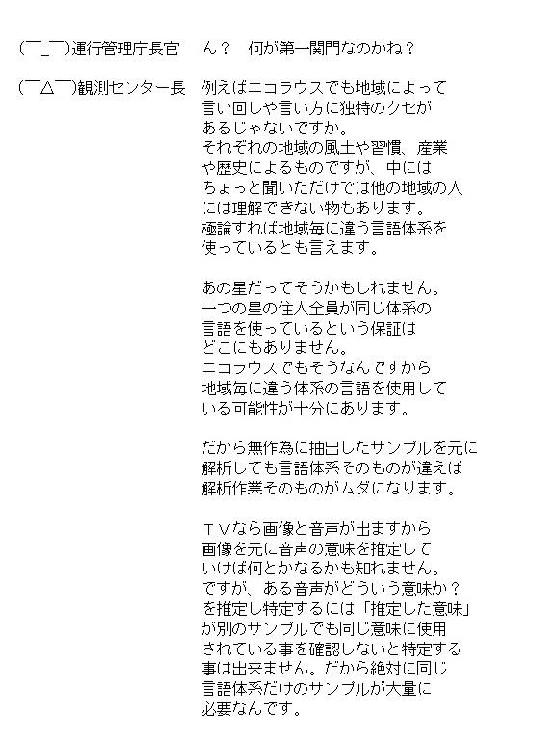 (￣_￣)運行管理庁長官　ん？　何が第一関門なのかね？
(￣△￣)観測センター長　例えばニコラウスでも地域によって
言い回しや言い方に独特のクセが
あるじゃないですか。
それぞれの地域の風土や習慣、産業
や歴史によるものですが、中には
ちょっと聞いただけでは他の地域の人
には理解できない物もあります。
極論すれば地域毎に違う言語体系を
使っているとも言えます。
あの星だってそうかもしれません。
一つの星の住人全員が同じ体系の
言語を使っているという保証は
どこにもありません。
ニコラウスでもそうなんですから
地域毎に違う体系の言語を使用して
いる可能性が十分にあります。
だから無作為に抽出したサンプルを元に
解析しても言語体系そのものが違えば
解析作業そのものがムダになります。
ＴＶなら画像と音声が出ますから
画像を元に音声の意味を推定して
いけば何とかなるかも知れません。
ですが、ある音声がどういう意味か？
を推定し特定するには「推定した意味」
が別のサンプルでも同じ意味に使用
されている事を確認しないと特定する
事は出来ません。だから絶対に同じ
言語体系だけのサンプルが大量に
必要なんです。